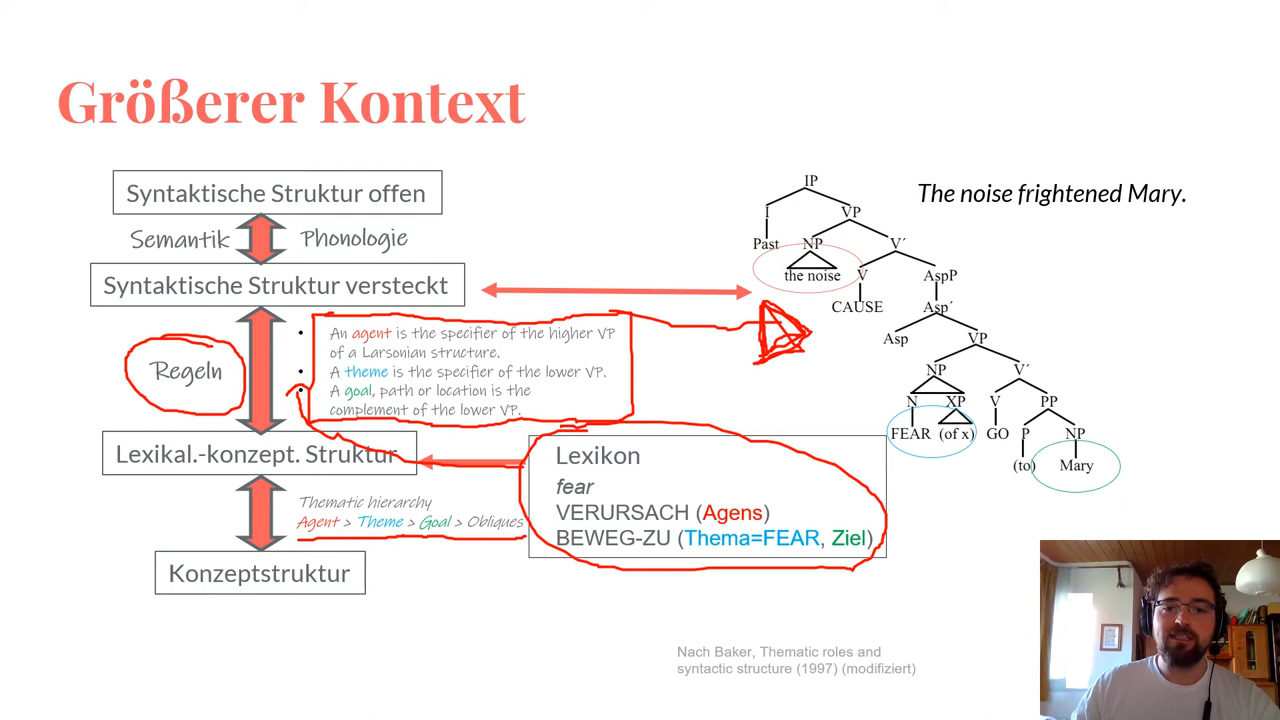 Größerer Kontext
Syntaktische Struktur offen
Semantik
Phonologie
Syntaktische Struktur versteckt
Regeln
• An agent is the specifier of the higher VP
of a Larsonian structure.
• A theme is the specifier of the lower VP.
• A goal, path or location is the
complement of the lower VP.
Lexikal.-konzept. Struktur
Thematic hierarchy
Agent > Theme > Goal > Obliques
Konzeptstruktur
Lexikon
fear
VERURSACH (Agens)
BEWEG-ZU (Thema=FEAR, Ziel)
The noise frightened Mary.
IP
I VP
Past NP V´
the noise V AspP
CAUSE Asp´
Asp VP
NP V´
N XP V PP
FEAR (of x) GO P NP
(to) Mary
Nach Baker, Thematic roles and
syntactic structure (1997) (modifiziert)